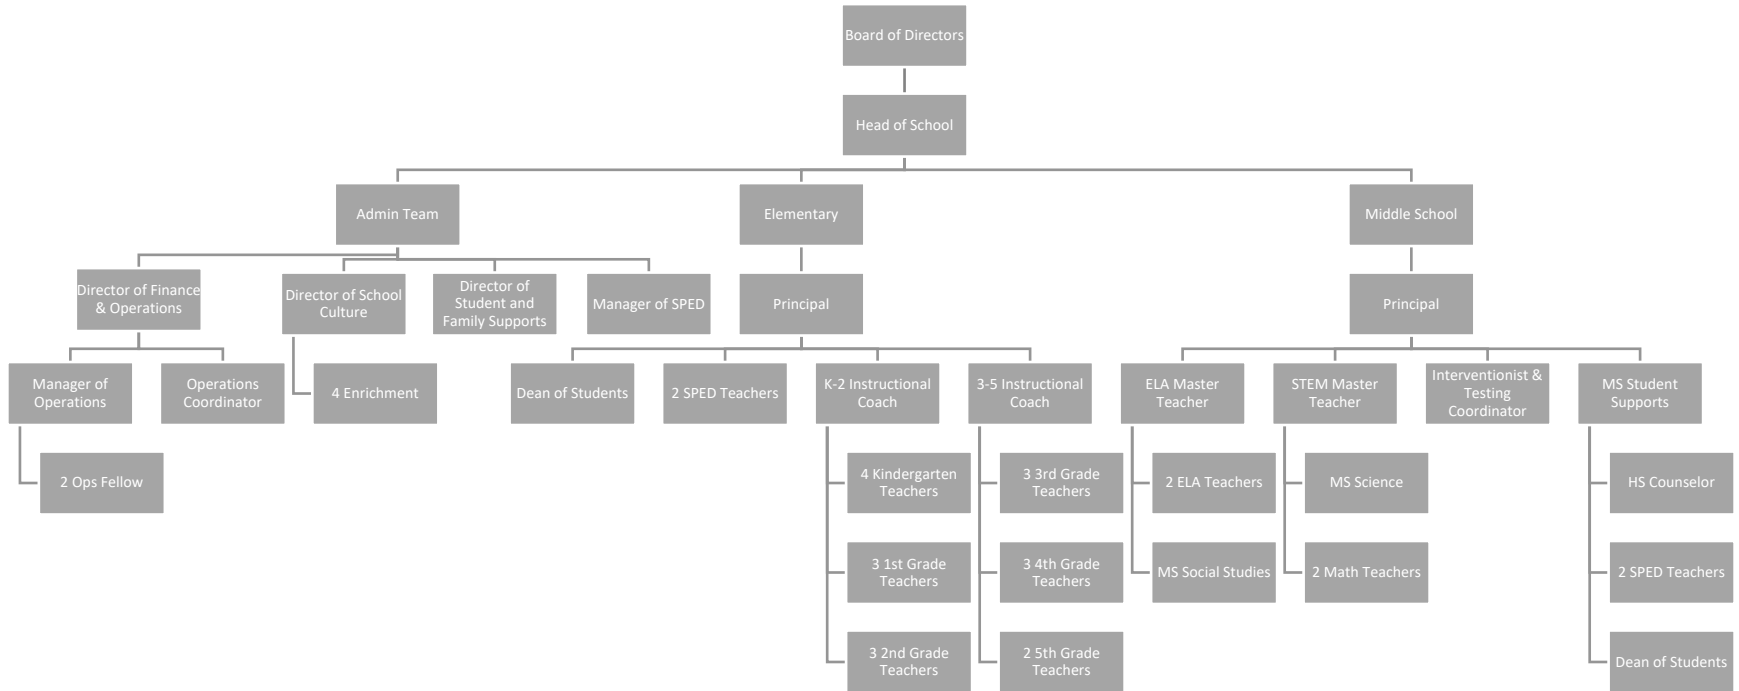 Board of Directors
Head of School
Admin Team
Elementary
Middle School
Director of Finance
& Operations
Director of School
Culture
Director of
Student and
Family Supports
Manager of SPED
Principal
Principal
Manager of
Operations
Operations
Coordinator
4 Enrichment
Dean of Students
2 SPED Teachers
K-2 Instructional
Coach
3-5 Instructional
Coach
ELA Master
Teacher
STEM Master
Teacher
Interventionist &
Testing
Coordinator
MS Student
Supports
2 Ops Fellow
4 Kindergarten
Teachers
3 3rd Grade
Teachers
2 ELA Teachers
MS Science
HS Counselor
3 1st Grade
Teachers
3 4th Grade
Teachers
MS Social Studies
2 Math Teachers
2 SPED Teachers
3 2nd Grade
Teachers
2 5th Grade
Teachers
Dean of Students